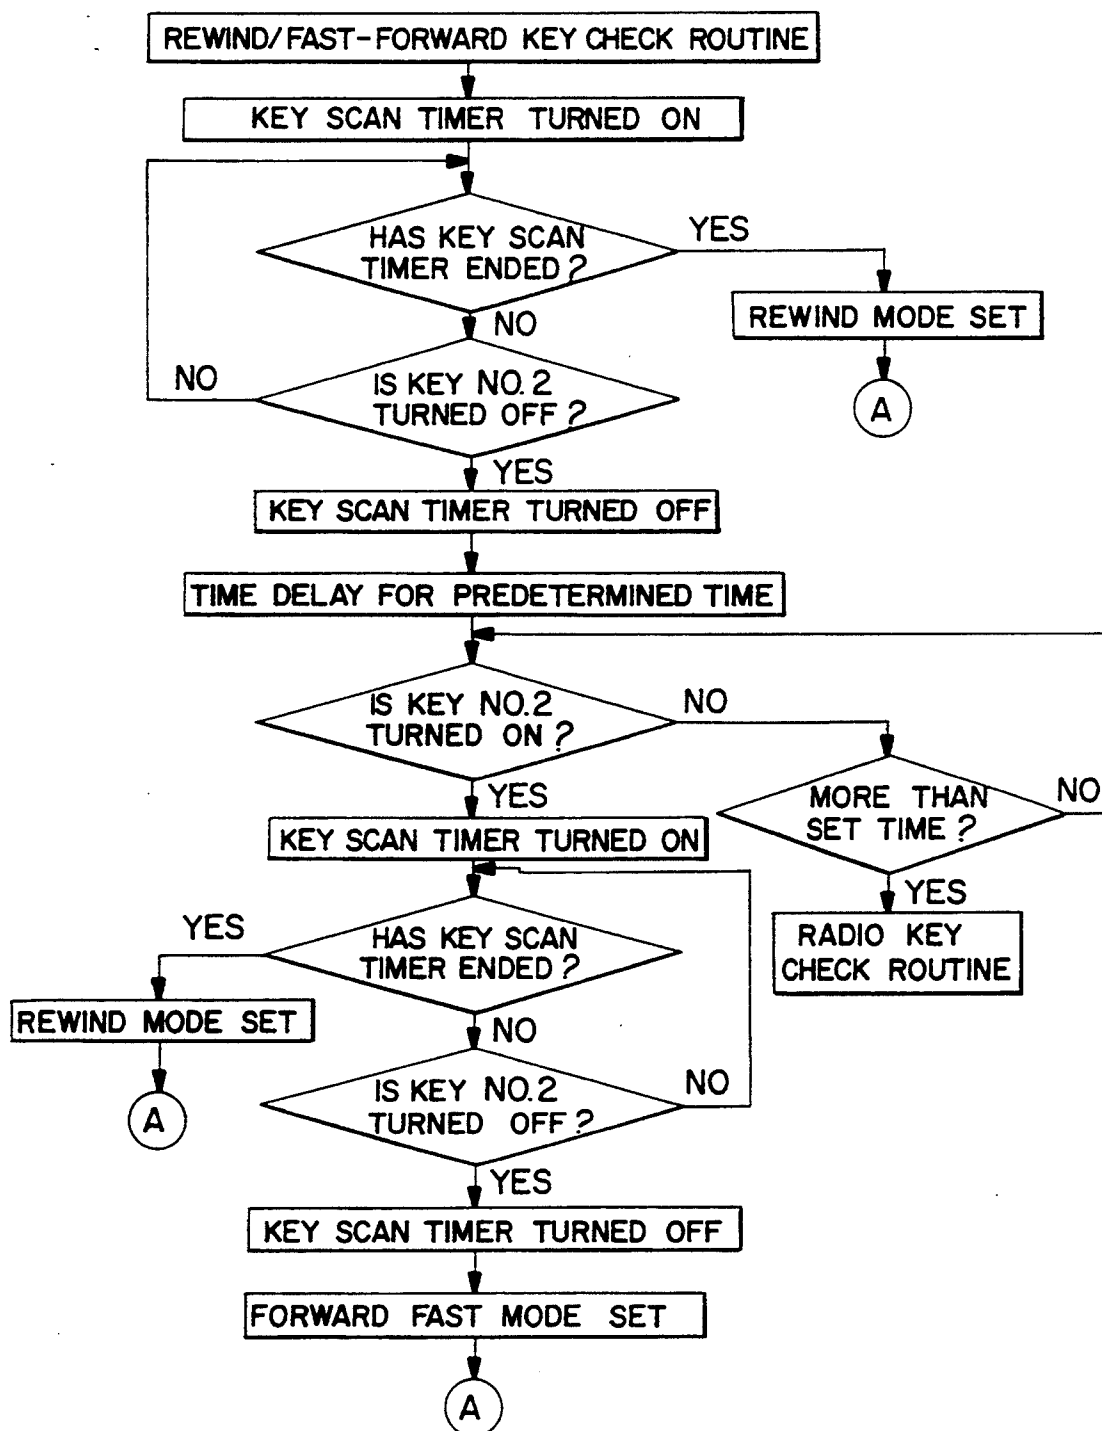 REWIND/FAST-FORWARD KEY CHECK ROUTINE
KEY SCAN TIMER TURNED ON
HAS KEY SCAN
TIMER ENDED?
YES
REWIND MODE SET
A
NO
IS KEY NO.2
TURNED OFF?
NO
YES
KEY SCAN TIMER TURNED OFF
TIME DELAY FOR PREDETERMINED TIME
IS KEY NO.2
TURNED ON?
NO
MORE THAN
SET TIME?
NO
YES
RADIO KEY
CHECK ROUTINE
YES
KEY SCAN TIMER TURNED ON
HAS KEY SCAN
TIMER ENDED?
YES
REWIND MODE SET
A
NO
IS KEY NO.2
TURNED OFF?
NO
YES
KEY SCAN TIMER TURNED OFF
FORWARD FAST MODE SET
A